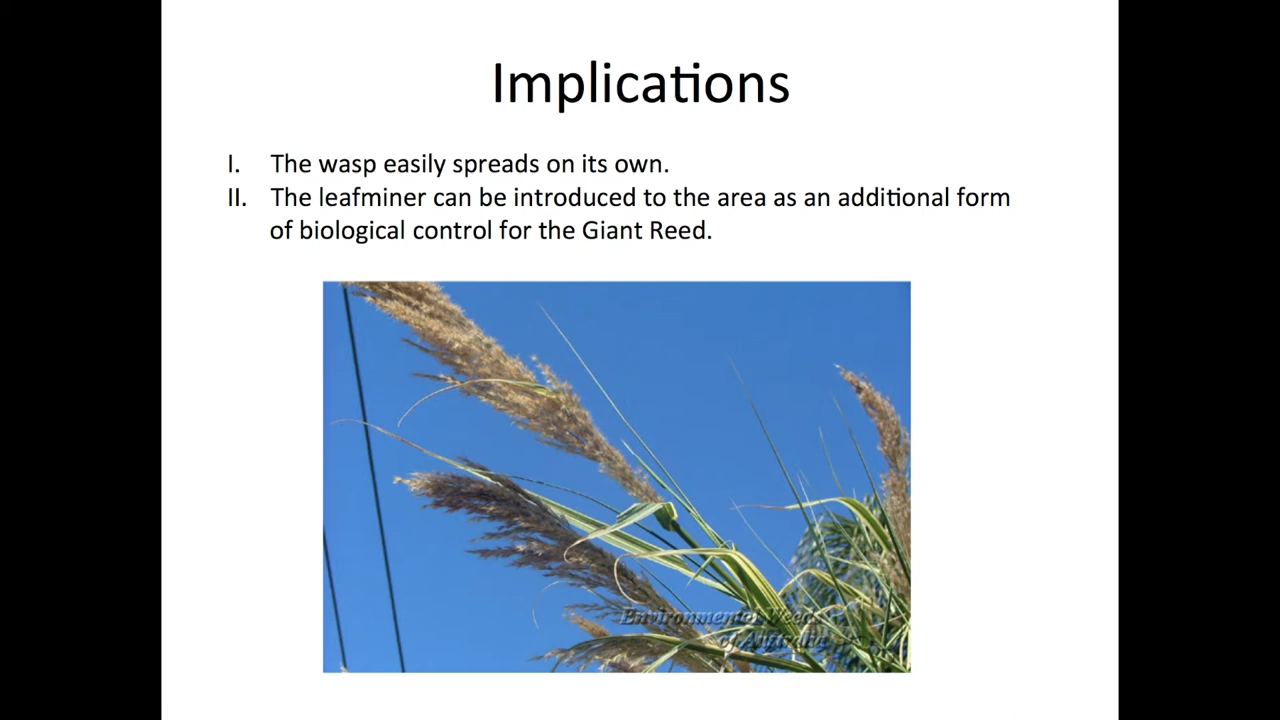 Implications
I. The wasp easily spreads on its own.
II. The leafminer can be introduced to the area as an additional form
of biological control for the Giant Reed.
Environmental Weeds
of Australia